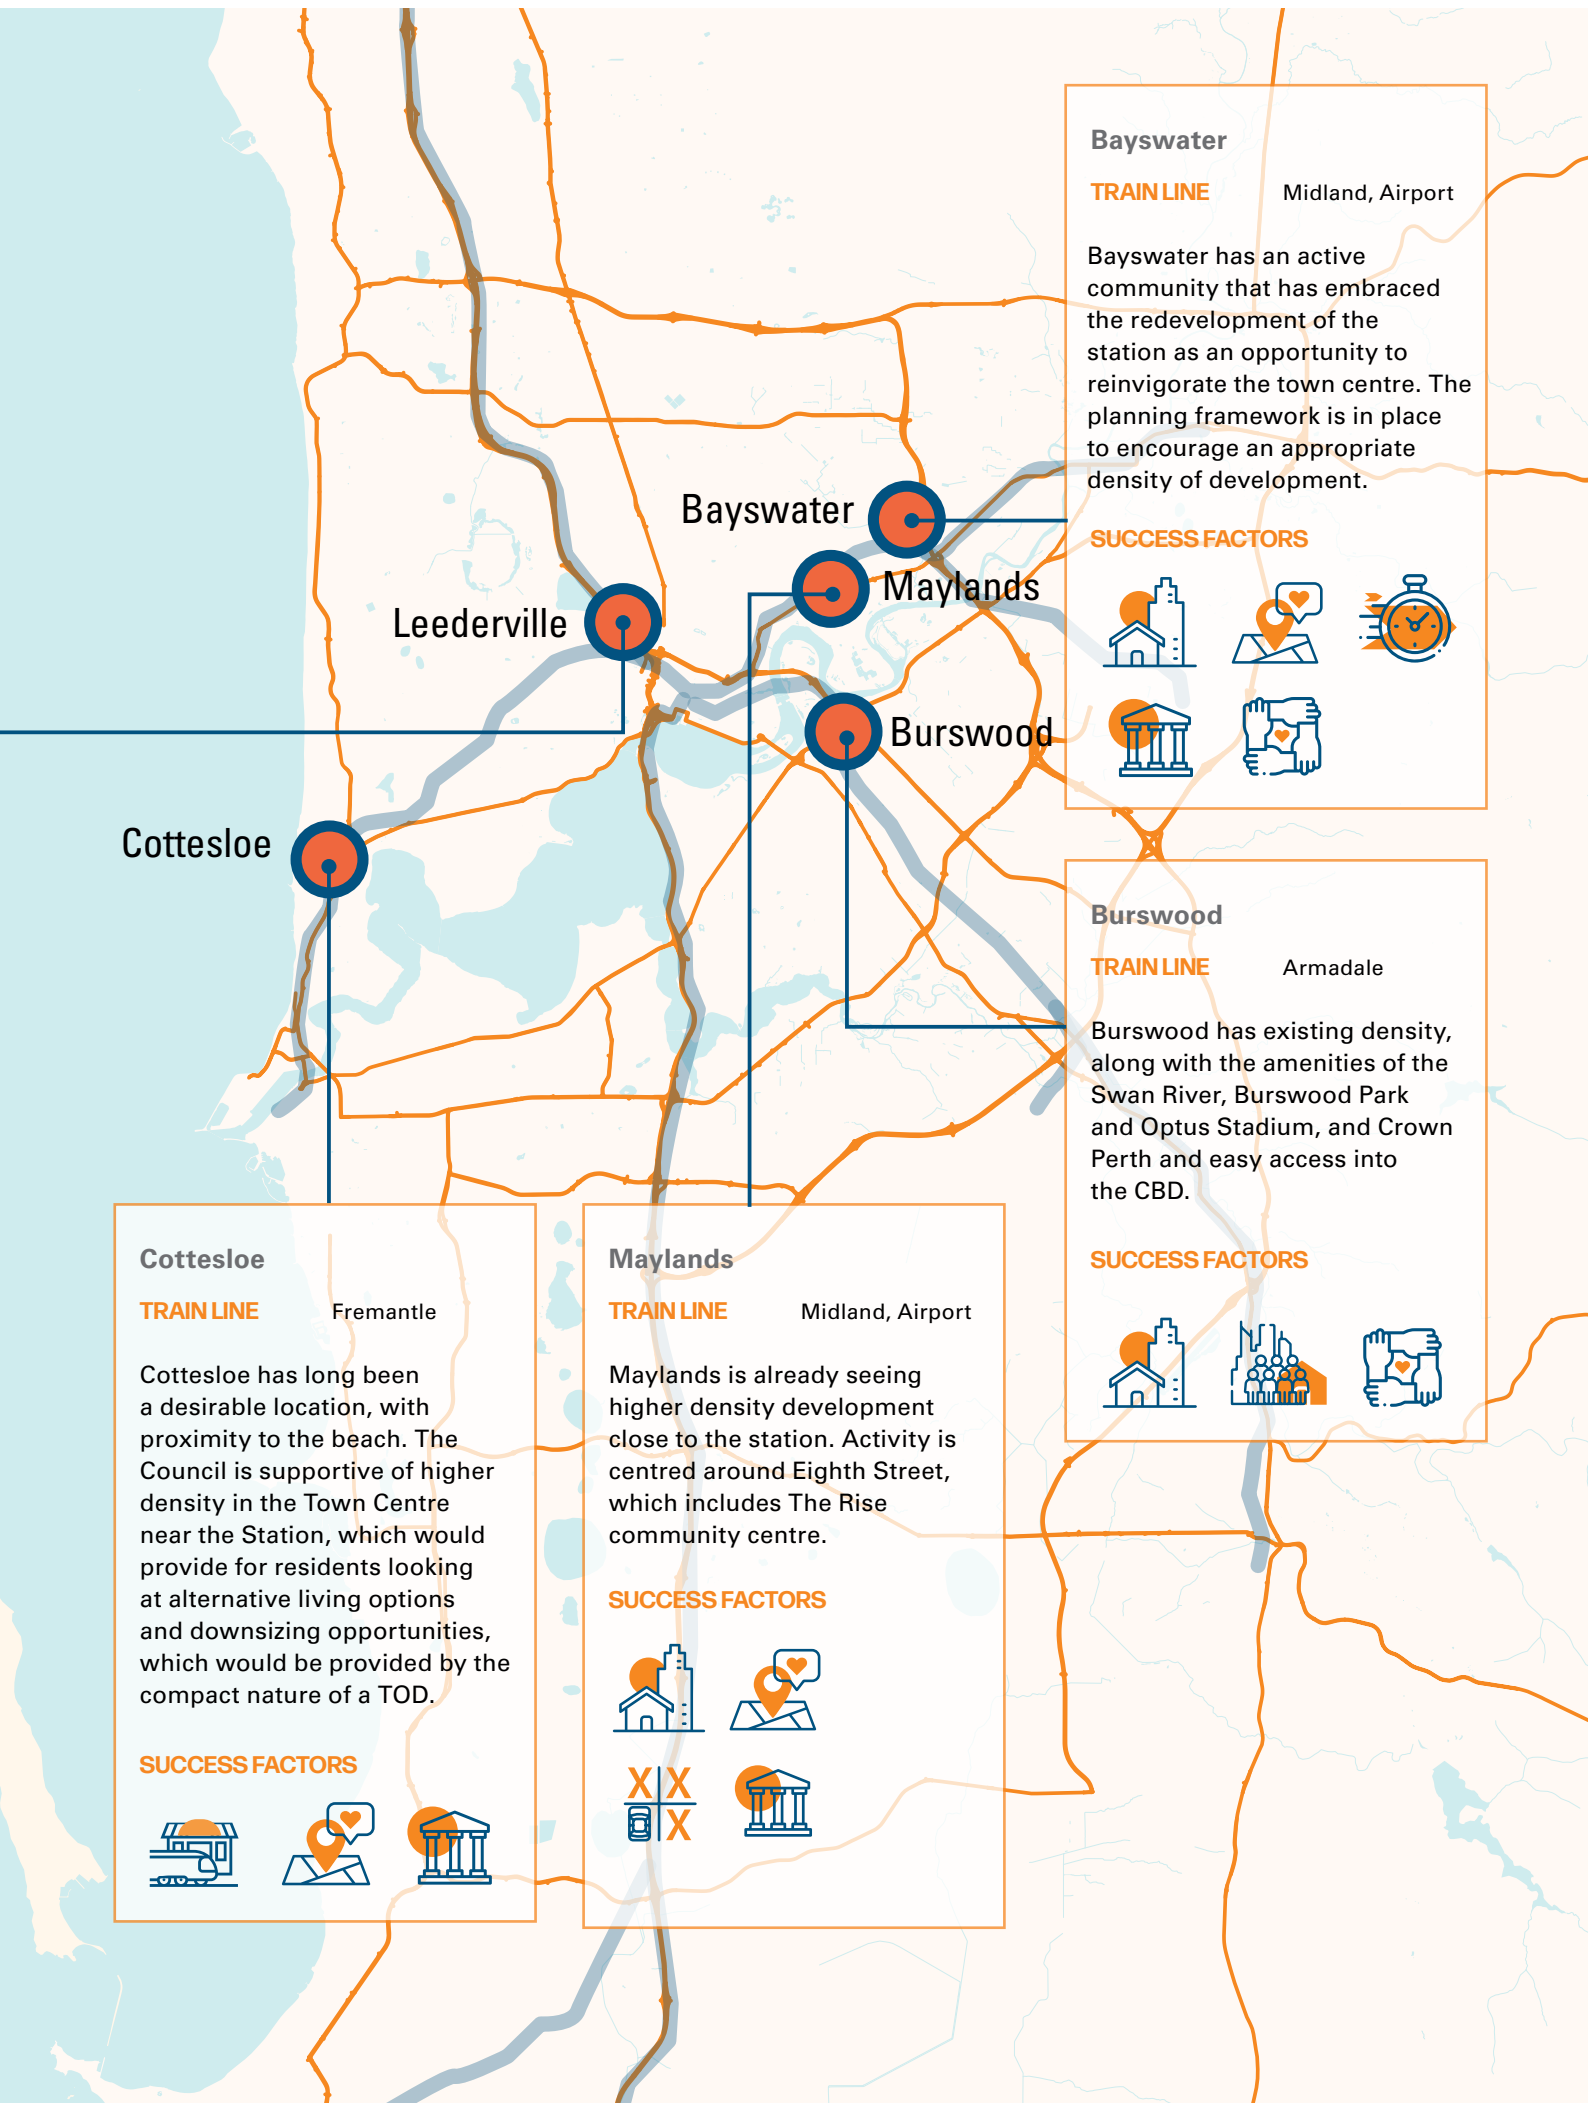 Bayswater
TRAIN LINE Midland, Airport
Bayswater has an active
community that has embraced
the redevelopment of the
station as an opportunity to
reinvigorate the town centre. The
planning framework is in place
to encourage an appropriate
density of development.
SUCCESS FACTORS
Bayswater
Maylands
Leederville
Burswood
Cottesloe
Burswood
TRAIN LINE Armadale
Burswood has existing density,
along with the amenities of the
Swan River, Burswood Park
and Optus Stadium, and Crown
Perth and easy access into
the CBD.
SUCCESS FACTORS
Cottesloe
TRAIN LINE Fremantle
Cottesloe has long been
a desirable location, with
proximity to the beach. The
Council is supportive of higher
density in the Town Centre
near the Station, which would
provide for residents looking
at alternative living options
and downsizing opportunities,
which would be provided by the
compact nature of a TOD.
SUCCESS FACTORS
Maylands
TRAIN LINE Midland, Airport
Maylands is already seeing
higher density development
close to the station. Activity is
centred around Eighth Street,
which includes The Rise
community centre.
SUCCESS FACTORS
X X
X